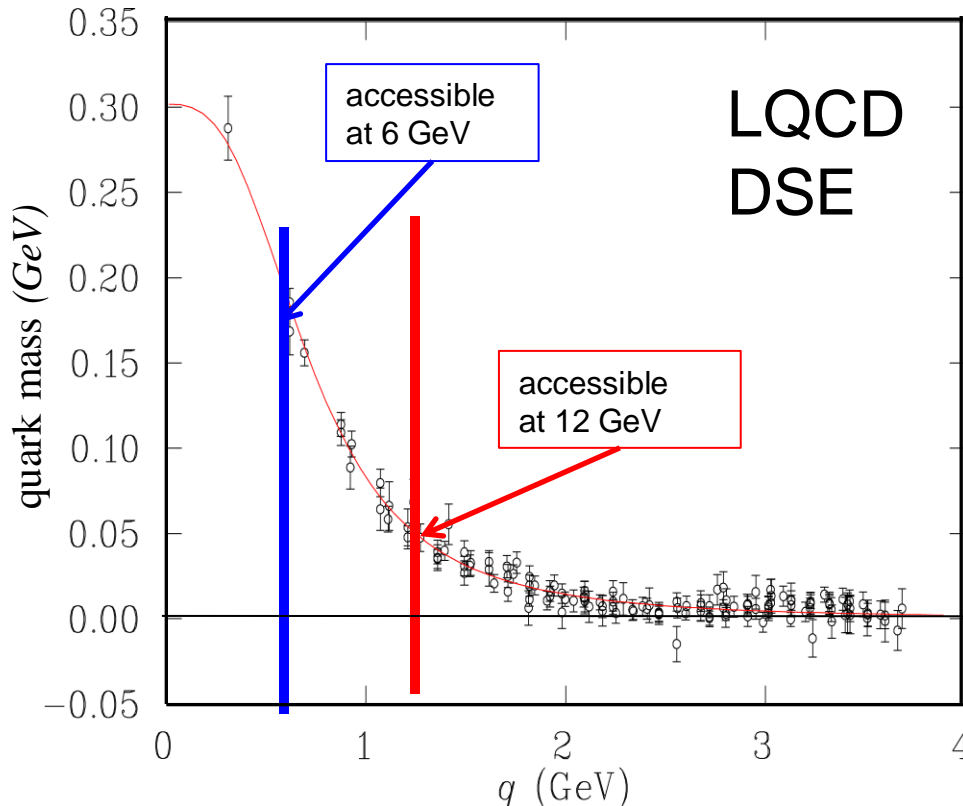 0.35
0.30
0.25
0.20
0.15
0.10
0.05
0.00
−0.05
quark mass (GeV)
accessible
at 6 GeV
LQCD
DSE
accessible
at 12 GeV
0 1 2 3 4
q (GeV)